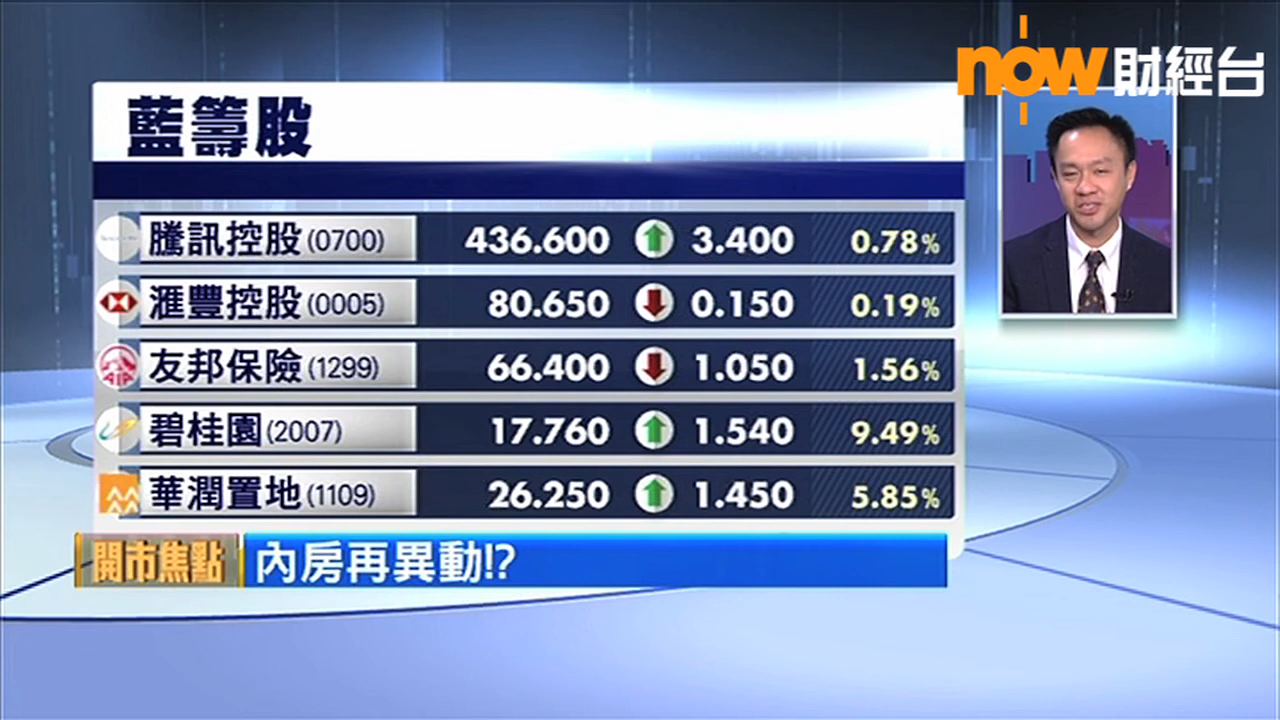 now 財經台
藍籌股
騰訊控股(0700) 436.600 3.400 0.78%
滙豐控股(0005) 80.650 0.150 0.19%
友邦保險(1299) 66.400 1.050 1.56%
碧桂園(2007) 17.760 1.540 9.49%
華潤置地(1109) 26.250 1.450 5.85%
開市焦點 內房再異動!?